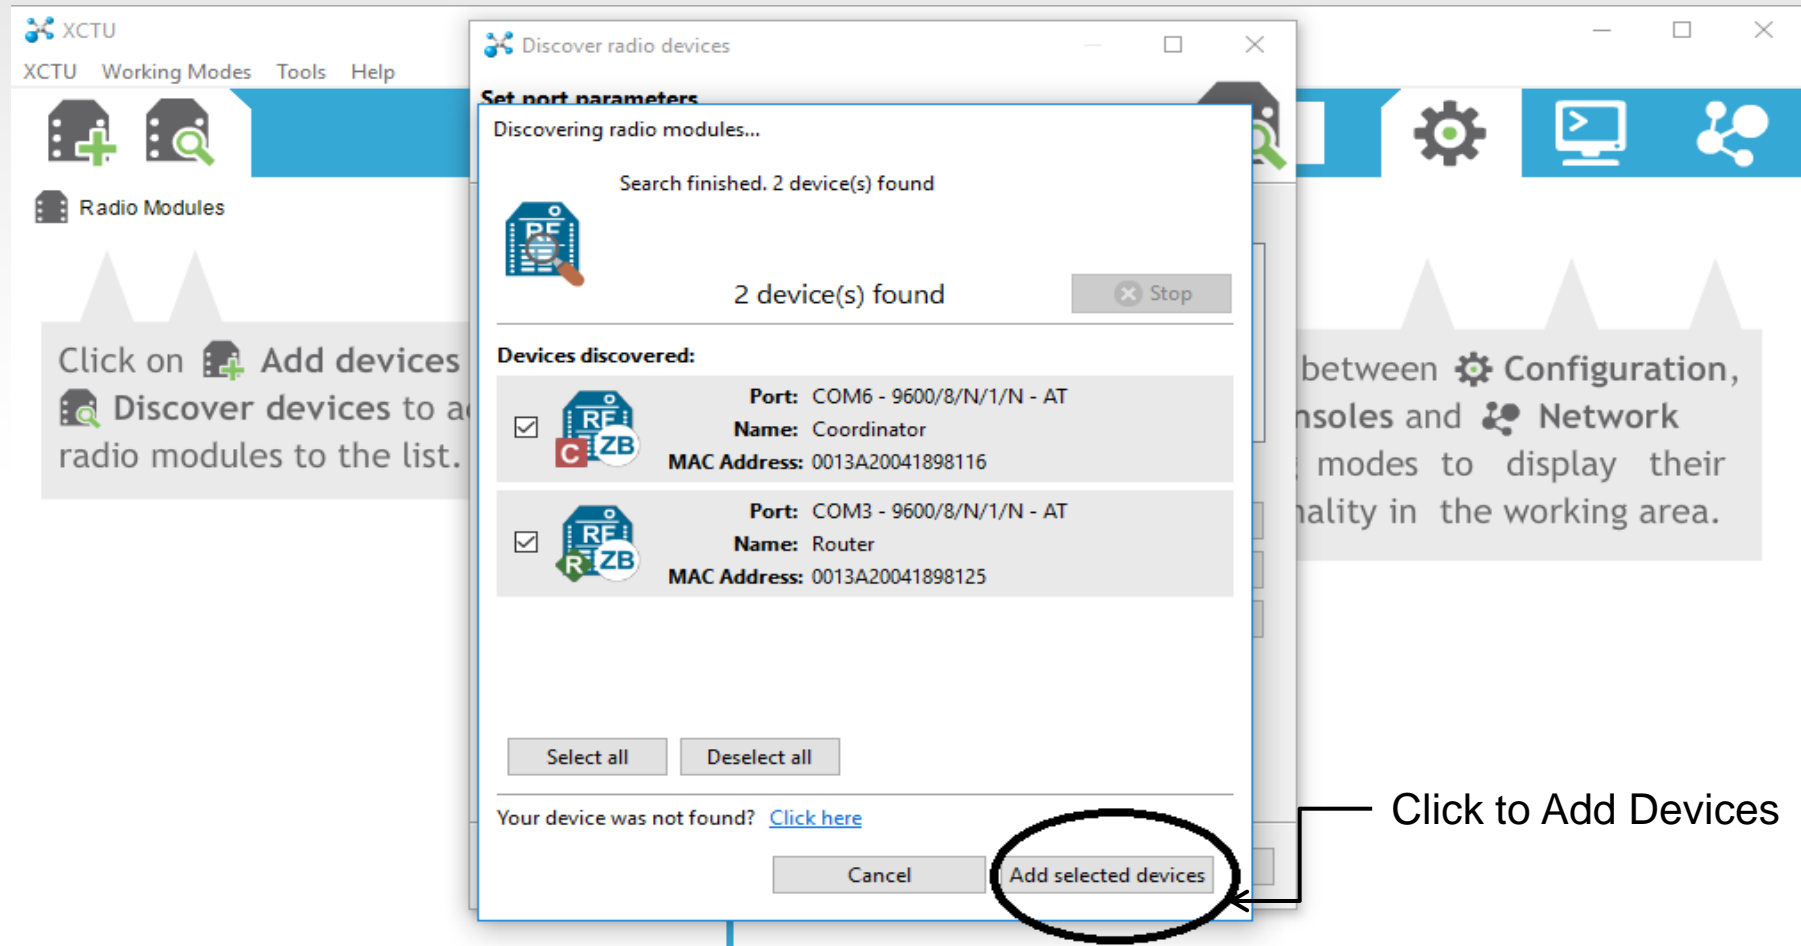 XCTU
XCTU Working Modes Tools Help
Radio Modules
Click on Add devices
Discover devices to a
radio modules to the list.
Discover radio devices
Set port parameters
Discovering radio modules...
Search finished. 2 device(s) found
2 device(s) found
Stop
Devices discovered:
Port: COM6 - 9600/8/N/1/N - AT
Name: Coordinator
MAC Address: 0013A20041898116
Port: COM3 - 9600/8/N/1/N - AT
Name: Router
MAC Address: 0013A20041898125
Select all Deselect all
Your device was not found? Click here
Cancel Add selected devices
between Configuration,
nsoles and Network
modes to display their
nality in the working area.
Click to Add Devices